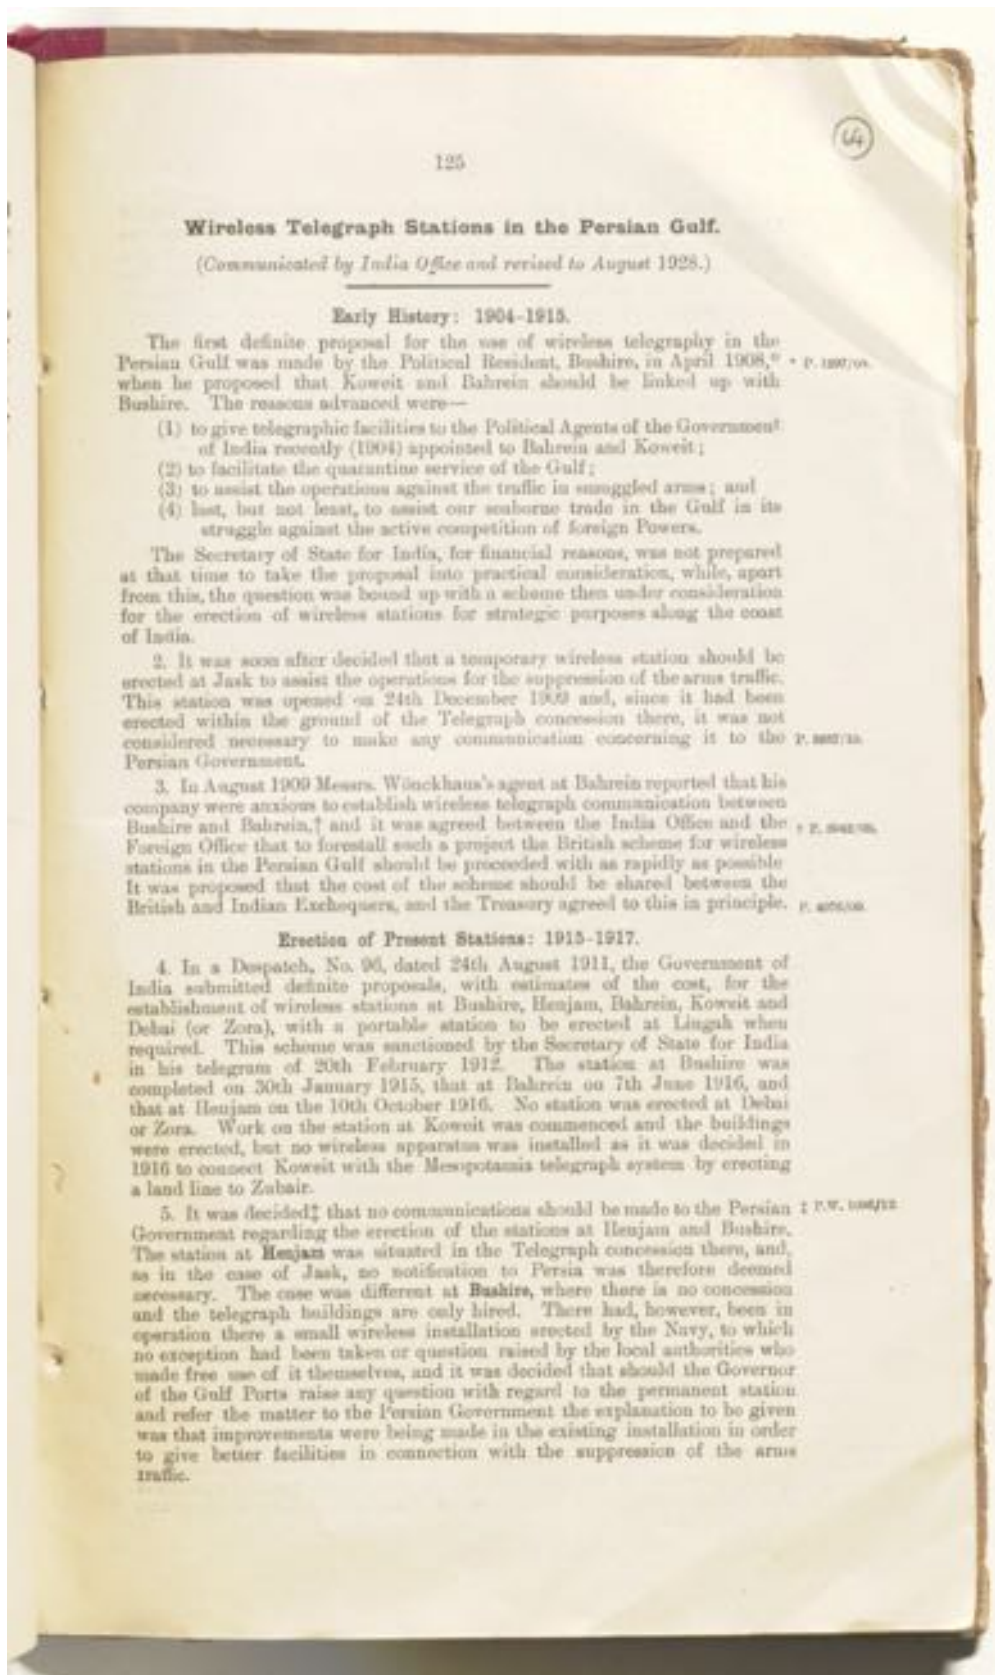 64
125
Wireless Telegraph Stations in the Persian Gulf.
(Communicated by India Office and revised to August 1928.)
Early History: 1904-1915.
The first definite proposal for the use of wireless telegraphy in the
Persian Gulf was made by the Political Resident, Bushire, in April 1908,*
when he proposed that Koweit and Bahrein should be linked up with
Bushire. The reasons advanced were—
(1) to give telegraphic facilities to the Political Agents of the Government
of India recently (1904) appointed to Bahrein and Koweit;
(2) to facilitate the quarantine service of the Gulf;
(3) to assist the operations against the traffic in smuggled arms; and
(4) last, but not least, to assist our seaborne trade in the Gulf in its
struggle against the active competition of foreign Powers.
The Secretary of State for India, for financial reasons, was not prepared
at that time to take the proposal into practical consideration, while, apart
from this, the question was bound up with a scheme then under consideration
for the erection of wireless stations for strategic purposes along the coast
of India.
2. It was soon after decided that a temporary wireless station should be
erected at Jask to assist the operations for the suppression of the arms traffic.
This station was opened on 24th December 1909 and, since it had been
erected within the ground of the Telegraph concession there, it was not
considered necessary to make any communication concerning it to the
Persian Government.
3. In August 1909 Messrs. Wönckhaus's agent at Bahrein reported that his
company were anxious to establish wireless telegraph communication between
Bushire and Bahrein,† and it was agreed between the India Office and the
Foreign Office that to forestall such a project the British scheme for wireless
stations in the Persian Gulf should be proceeded with as rapidly as possible
It was proposed that the cost of the scheme should be shared between the
British and Indian Exchequers, and the Treasury agreed to this in principle.
Erection of Present Stations: 1915-1917.
4. In a Despatch, No. 96, dated 24th August 1911, the Government of
India submitted definite proposals, with estimates of the cost, for the
establishment of wireless stations at Bushire, Henjam, Bahrein, Koweit and
Debai (or Zora), with a portable station to be erected at Lingah when
required. This scheme was sanctioned by the Secretary of State for India
in his telegram of 20th February 1912. The station at Bushire was
completed on 30th January 1915, that at Bahrein on 7th June 1916, and
that at Henjam on the 10th October 1916. No station was erected at Debai
or Zora. Work on the station at Koweit was commenced and the buildings
were erected, but no wireless apparatus was installed as it was decided in
1916 to connect Koweit with the Mesopotamia telegraph system by erecting
a land line to Zubair.
5. It was decided‡ that no communications should be made to the Persian
Government regarding the erection of the stations at Henjam and Bushire.
The station at Henjam was situated in the Telegraph concession there, and,
as in the case of Jask, no notification to Persia was therefore deemed
necessary. The case was different at Bushire, where there is no concession
and the telegraph buildings are only hired. There had, however, been in
operation there a small wireless installation erected by the Navy, to which
no exception had been taken or question raised by the local authorities who
made free use of it themselves, and it was decided that should the Governor
of the Gulf Ports raise any question with regard to the permanent station
and refer the matter to the Persian Government the explanation to be given
was that improvements were being made in the existing installation in order
to give better facilities in connection with the suppression of the arms
traffic.